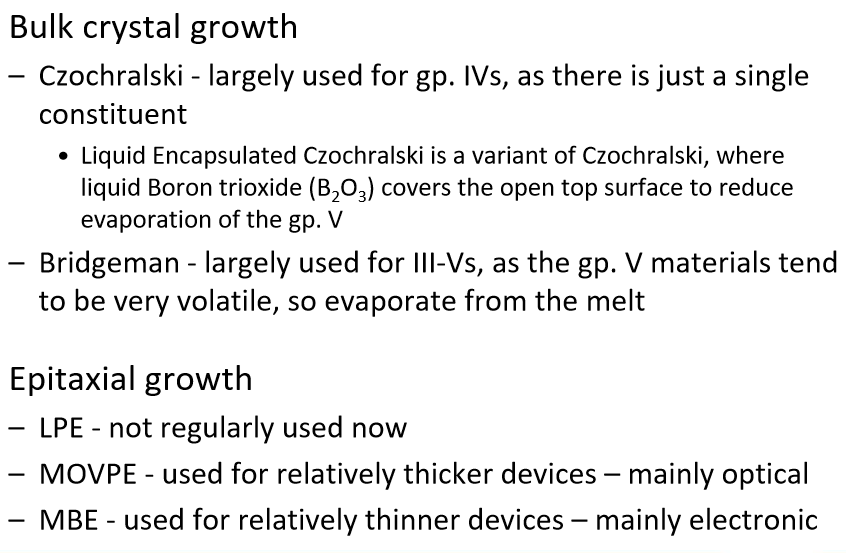 Bulk crystal growth
– Czochralski - largely used for gp. IVs, as there is just a single
constituent
• Liquid Encapsulated Czochralski is a variant of Czochralski, where
liquid Boron trioxide (B₂O₃) covers the open top surface to reduce
evaporation of the gp. V
– Bridgeman - largely used for III-Vs, as the gp. V materials tend
to be very volatile, so evaporate from the melt
Epitaxial growth
– LPE - not regularly used now
– MOVPE - used for relatively thicker devices – mainly optical
– MBE - used for relatively thinner devices – mainly electronic